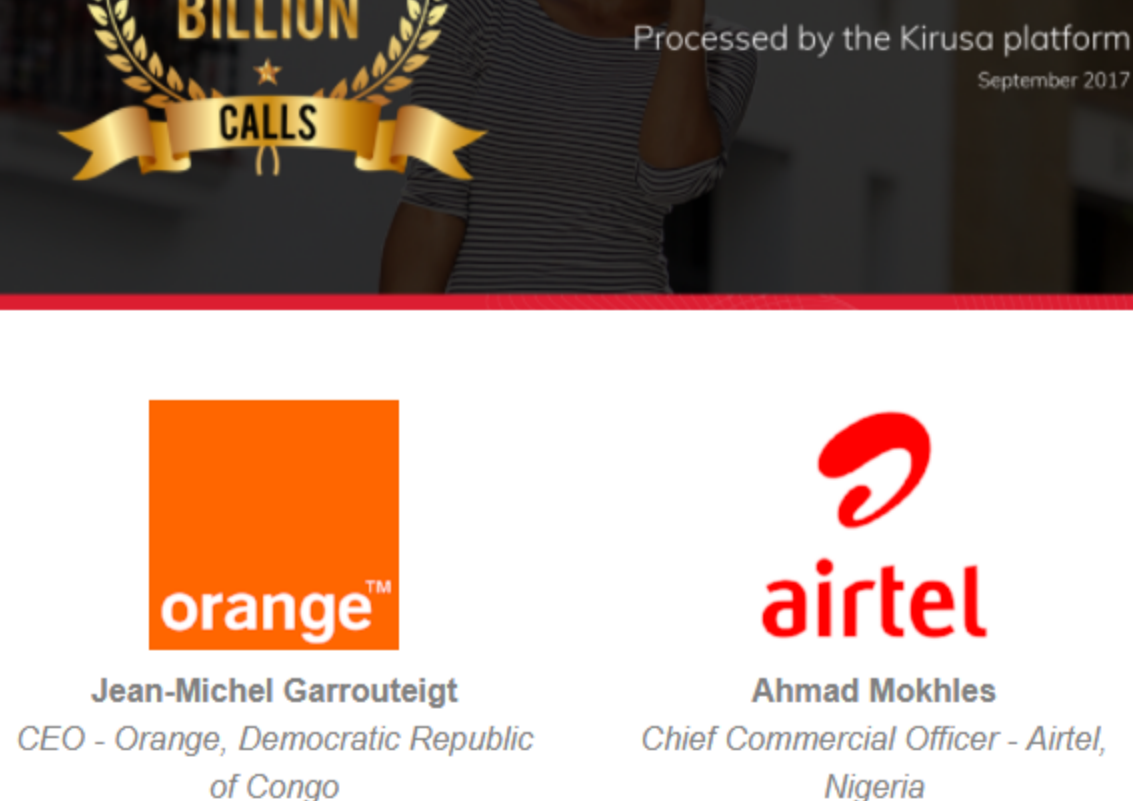 BILLION
CALLS
Processed by the Kirusa platform
September 2017
orange™
airtel
Jean-Michel Garrouteigt
CEO - Orange, Democratic Republic
of Congo
Ahmad Mokhles
Chief Commercial Officer - Airtel,
Nigeria